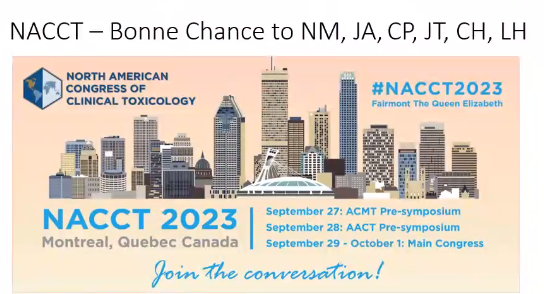 NACCT – Bonne Chance to NM, JA, CP, JT, CH, LH
NORTH AMERICAN
CONGRESS OF
CLINICAL TOXICOLOGY
#NACCT2023
Fairmont The Queen Elizabeth
NACCT 2023
Montreal, Quebec Canada
September 27: ACMT Pre-symposium
September 28: AACT Pre-symposium
September 29 - October 1: Main Congress
Join the conversation!